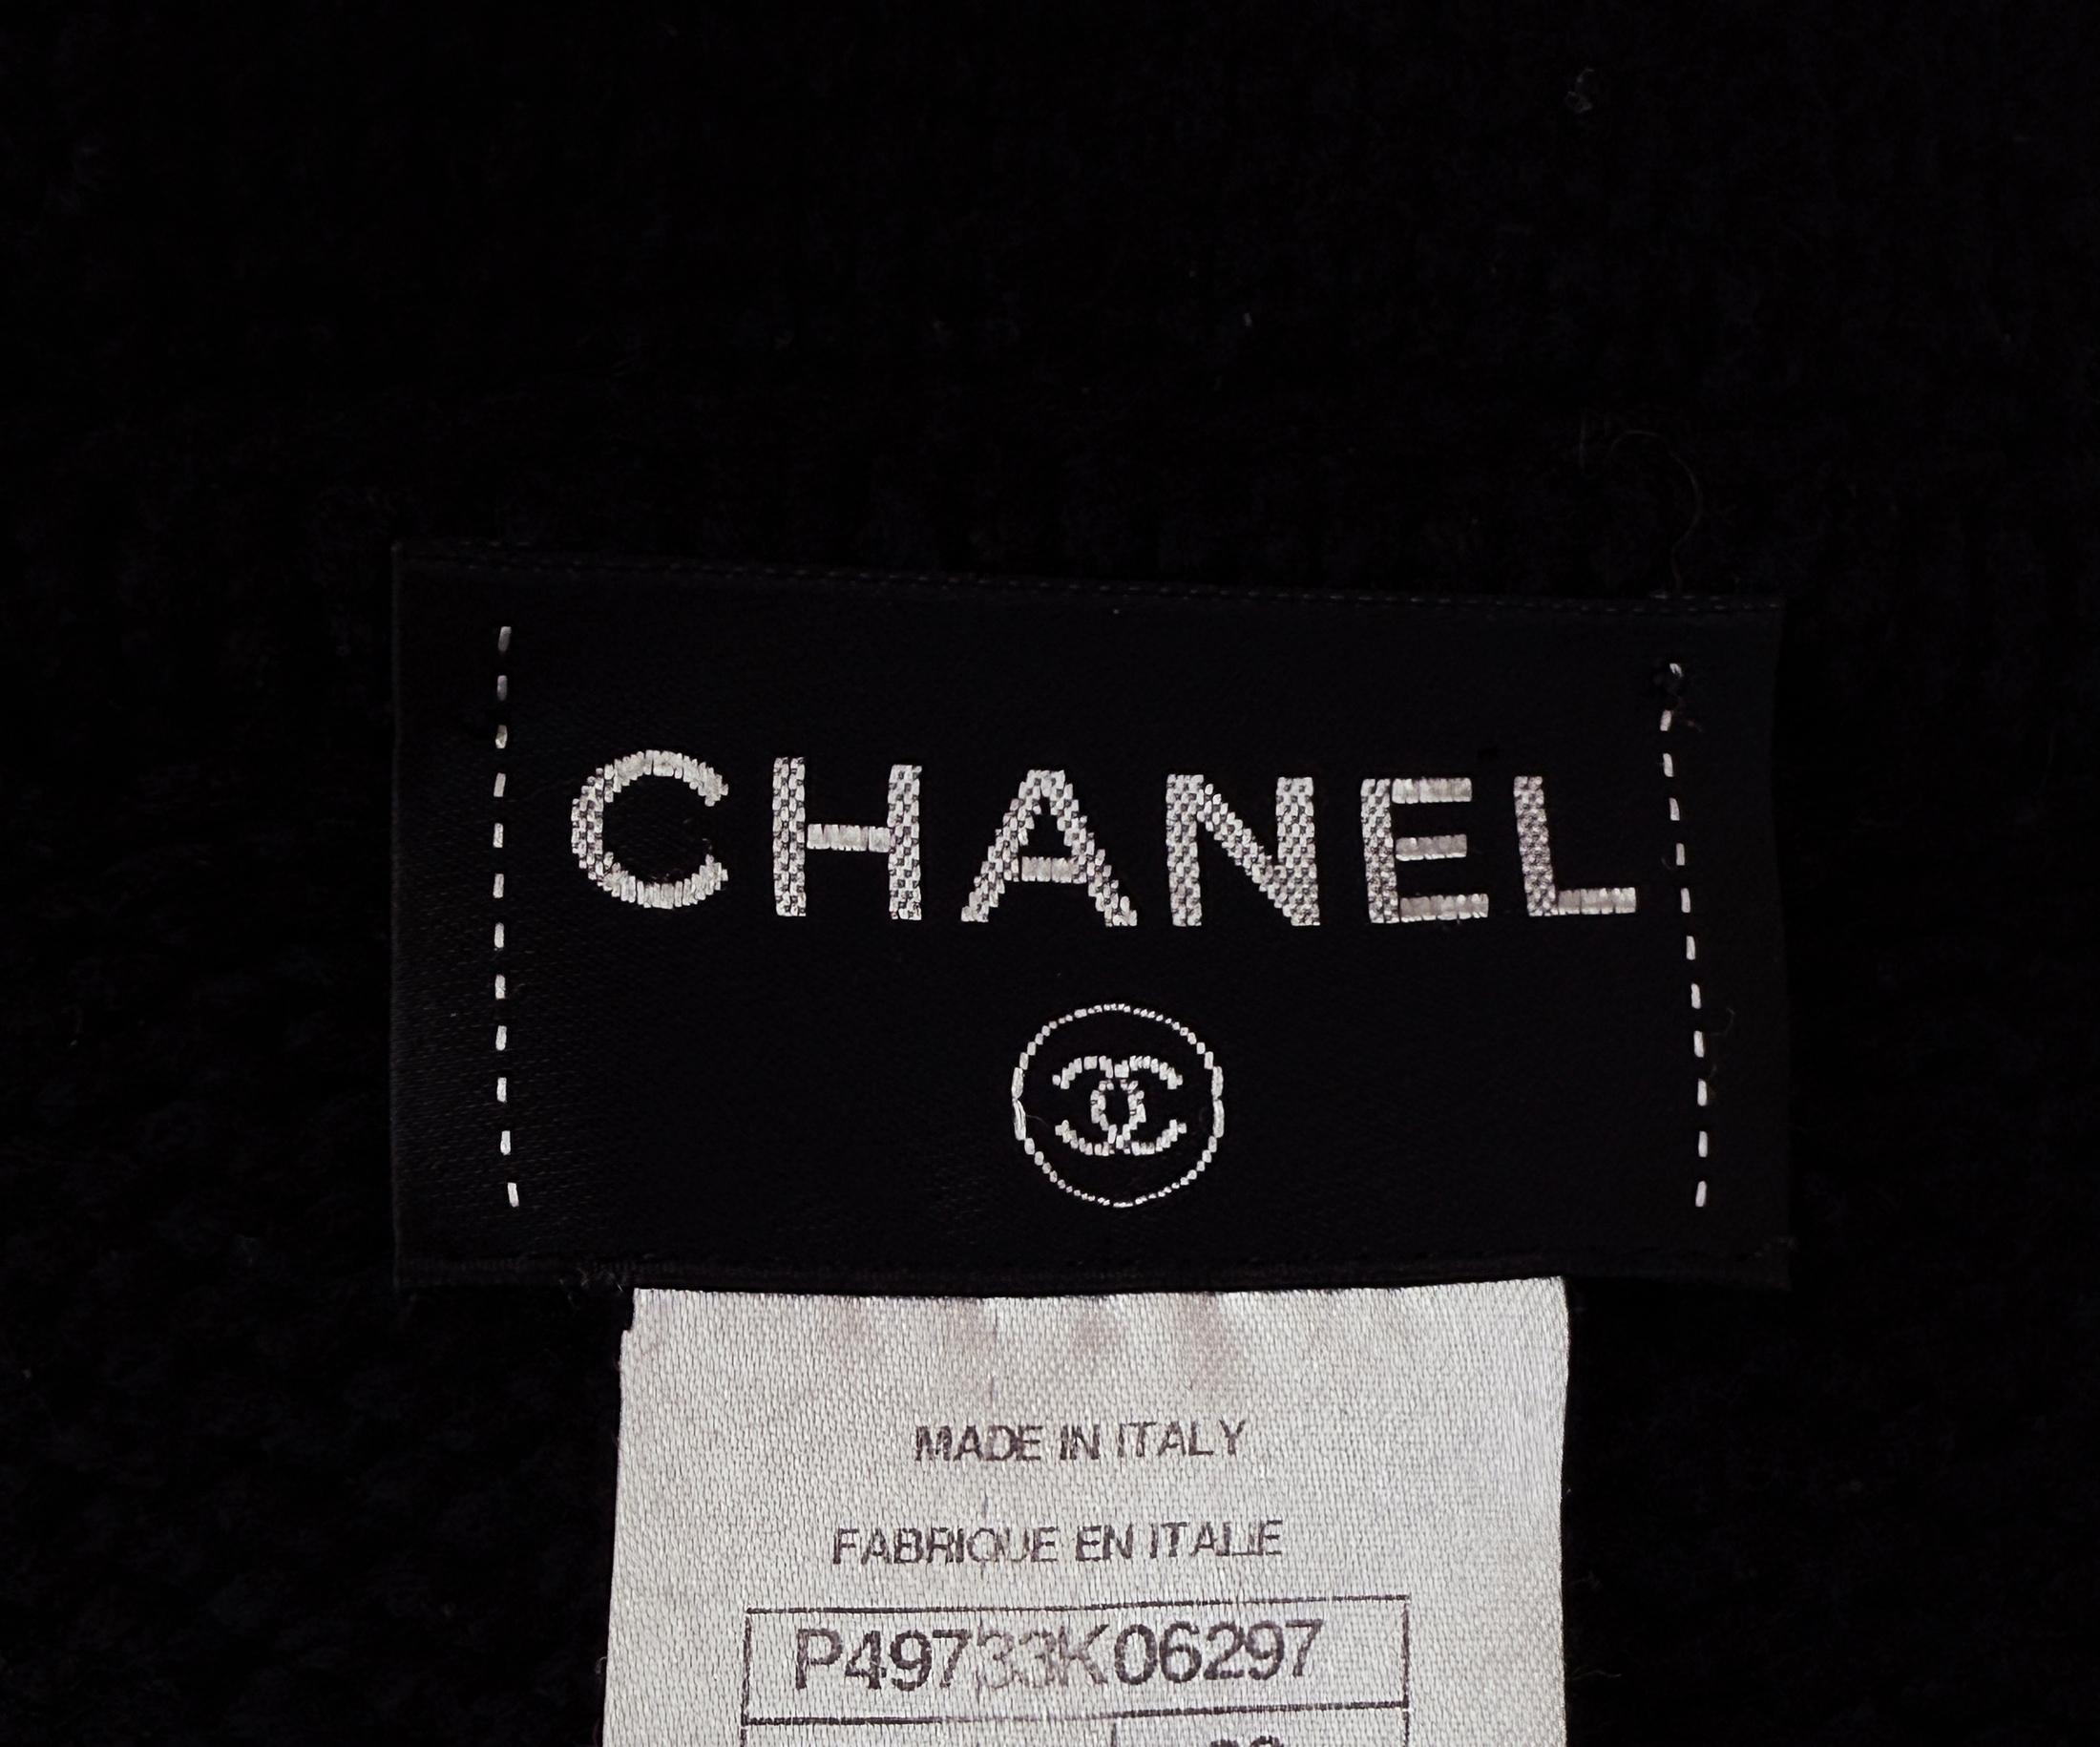 CHANEL
MADE IN ITALY
FABRIQUE EN ITALIE
P49733K06297